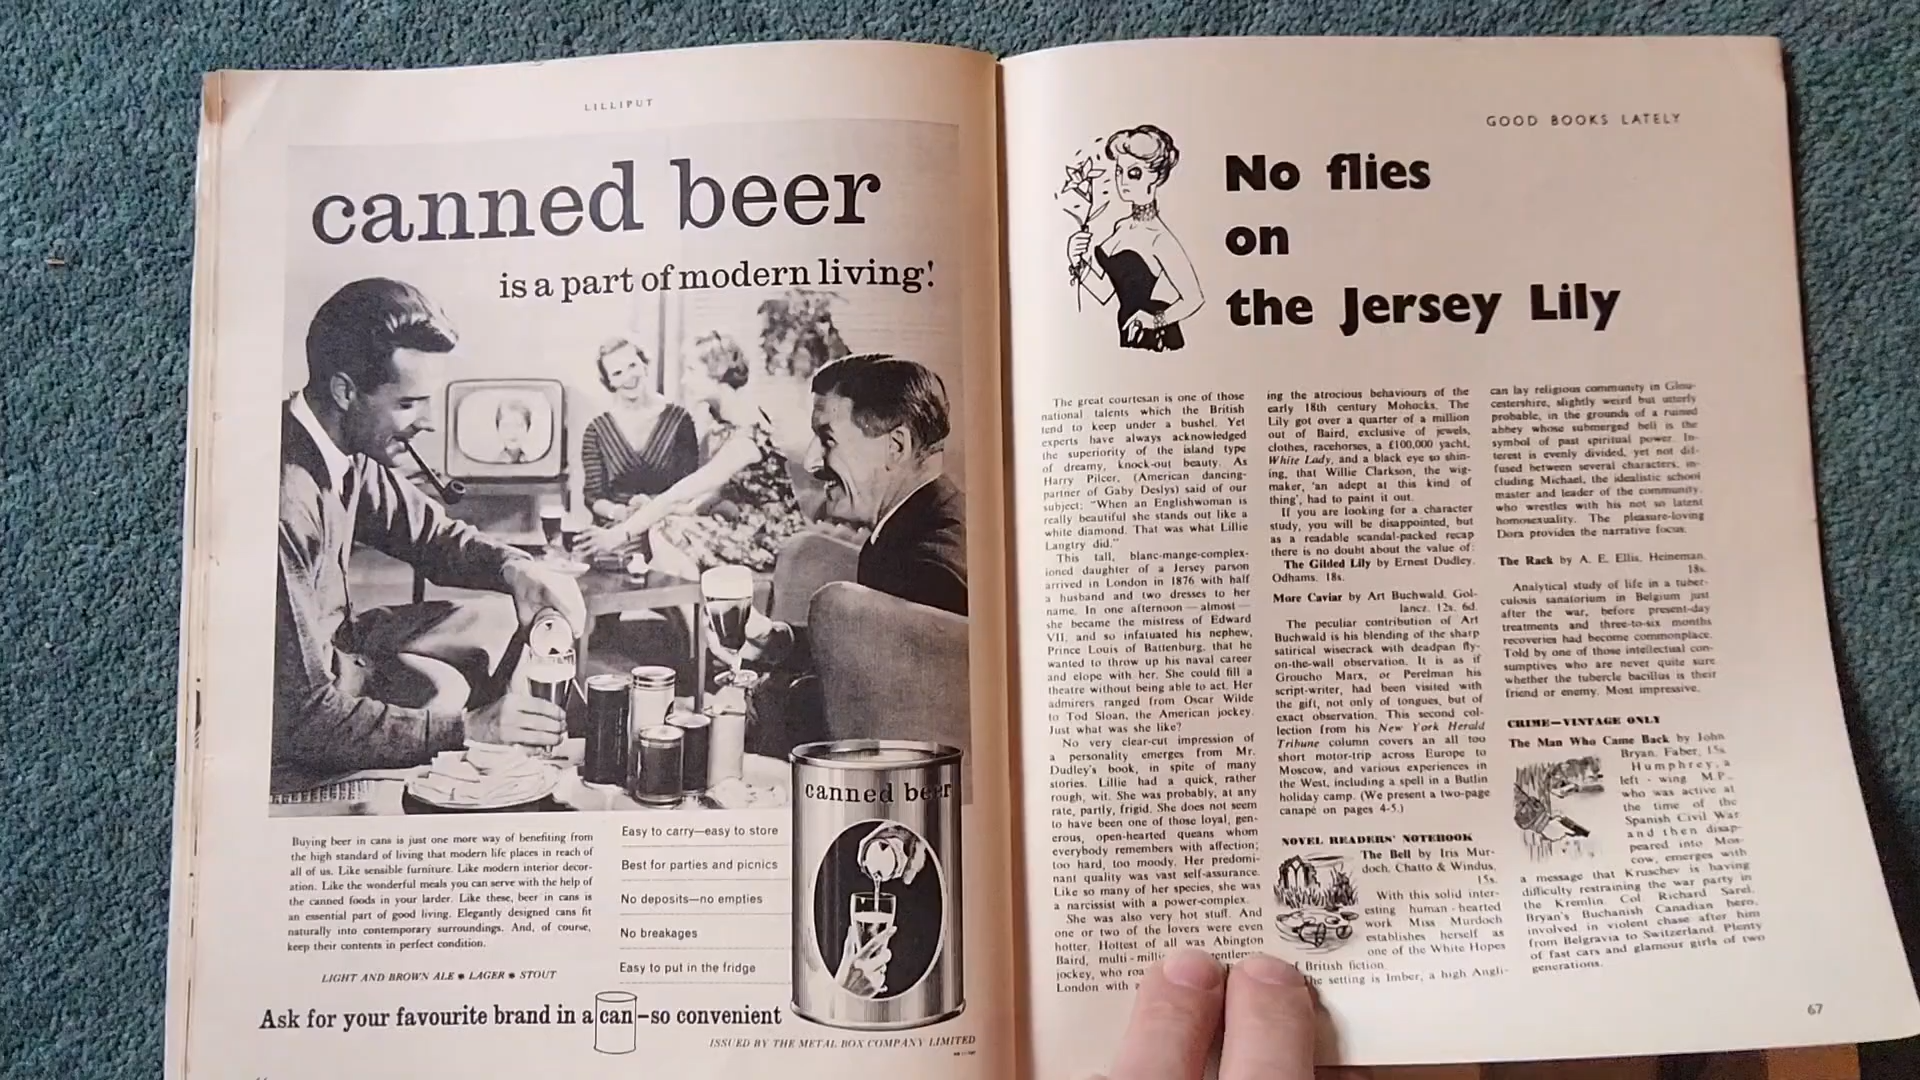 LILLIPUT
canned beer
is a part of modern living!
canned beer
Buying beer in cans is just one more way of benefiting from
the high standard of living that modern life places in reach of
all of us. Like sensible furniture. Like modern interior decor-
ation. Like the wonderful meals you can serve with the help of
the canned foods in your larder. Like these, beer in cans is
an essential part of good living. Elegantly designed cans fit
naturally into contemporary surroundings. And, of course,
keep their contents in perfect condition.
LIGHT AND BROWN ALE • LAGER • STOUT
Easy to carry—easy to store
Best for parties and picnics
No deposits—no empties
No breakages
Easy to put in the fridge
Ask for your favourite brand in a can–so convenient
ISSUED BY THE METAL BOX COMPANY LIMITED
GOOD BOOKS LATELY
No flies
on
the Jersey Lily
The great courtesan is one of those
national talents which the British
tend to keep under a bushel. Yet
experts have always acknowledged
the superiority of the island type
of dreamy, knock-out beauty. As
Harry Pilcer, (American dancing-
partner of Gaby Deslys) said of our
subject: "When an Englishwoman is
really beautiful she stands out like a
white diamond. That was what Lillie
Langtry did."
This tall, blanc-mange-complex-
ioned daughter of a Jersey parson
arrived in London in 1876 with half
a husband and two dresses to her
name. In one afternoon — almost —
she became the mistress of Edward
VII, and so infatuated his nephew,
Prince Louis of Battenburg, that he
wanted to throw up his naval career
and elope with her. She could fill a
theatre without being able to act. Her
admirers ranged from Oscar Wilde
to Tod Sloan, the American jockey.
Just what was she like?
No very clear-cut impression of
a personality emerges from Mr.
Dudley's book, in spite of many
stories. Lillie had a quick, rather
rough, wit. She was probably, at any
rate, partly, frigid. She does not seem
to have been one of those loyal, gen-
erous, open-hearted queans whom
everybody remembers with affection;
too hard, too moody. Her predomi-
nant quality was vast self-assurance.
Like so many of her species, she was
a narcissist with a power-complex.
She was also very hot stuff. And
one or two of the lovers were even
hotter. Hottest of all was Abington
Baird, multi-milli
jockey, who roa
London with
ing the atrocious behaviours of the
early 18th century Mohocks. The
Lily got over a quarter of a million
out of Baird, exclusive of jewels,
clothes, racehorses, a £100,000 yacht,
White Lady, and a black eye so shin-
ing, that Willie Clarkson, the wig-
maker, 'an adept at this kind of
thing', had to paint it out.
If you are looking for a character
study, you will be disappointed, but
as a readable scandal-packed recap
there is no doubt about the value of:
The Gilded Lily by Ernest Dudley.
Odhams. 18s.
More Caviar by Art Buchwald. Gol-
lancz. 12s. 6d.
The peculiar contribution of Art
Buchwald is his blending of the sharp
satirical wisecrack with deadpan fly-
on-the-wall observation. It is as if
Groucho Marx, or Perelman his
script-writer, had been visited with
the gift, not only of tongues, but of
exact observation. This second col-
lection from his New York Herald
Tribune column covers an all too
short motor-trip across Europe to
Moscow, and various experiences in
the West, including a spell in a Butlin
holiday camp. (We present a two-page
canapé on pages 4-5.)
NOVEL READERS' NOTEBOOK
The Bell by Iris Mur-
doch. Chatto & Windus.
15s.
With this solid inter-
esting human-hearted
work Miss Murdoch
establishes herself as
one of the White Hopes
of British fiction.
The setting is Imber, a high Angli-
can lay religious community in Glou-
cestershire, slightly weird but utterly
probable, in the grounds of a ruined
abbey whose submerged bell is the
symbol of past spiritual power. In-
terest is evenly divided, yet not dif-
fused between several characters, in-
cluding Michael, the idealistic school
master and leader of the community,
who wrestles with his not so latent
homosexuality. The pleasure-loving
Dora provides the narrative focus.
The Rack by A. E. Ellis. Heineman.
18s.
Analytical study of life in a tuber-
culosis sanatorium in Belgium just
after the war, before present-day
treatments and three-to-six months
recoveries had become commonplace.
Told by one of those intellectual con-
sumptives who are never quite sure
whether the tubercle bacillus is their
friend or enemy. Most impressive.
CRIME—VINTAGE ONLY
The Man Who Came Back by John
Bryan. Faber. 15s.
Humphrey, a
left-wing M.P.,
who was active at
the time of the
Spanish Civil War
and then disap-
peared into Mos-
cow, emerges with
a message that Kruschev is having
difficulty restraining the war party in
the Kremlin. Col. Richard Sarel,
Bryan's Buchanish Canadian hero,
involved in violent chase after him
from Belgravia to Switzerland. Plenty
of fast cars and glamour girls of two
generations.
67